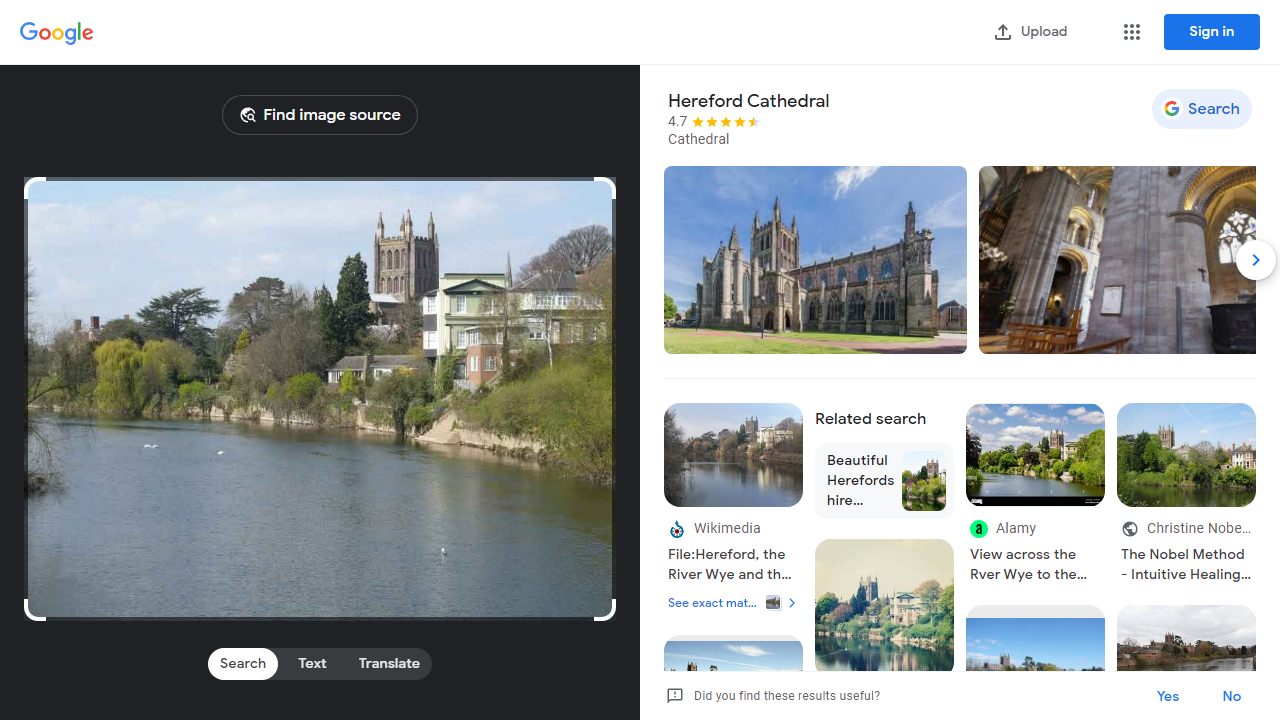 Google
Upload
Sign in
Find image source
Search
Text
Translate
Hereford Cathedral
4.7
Cathedral
Search
Wikimedia
File:Hereford, the
River Wye and th...
See exact mat...
Related search
Beautiful
Herefords
hire...
a Alamy
View across the
Rver Wye to the...
Christine Nobe...
The Nobel Method
- Intuitive Healing...
Did you find these results useful?
Yes
No